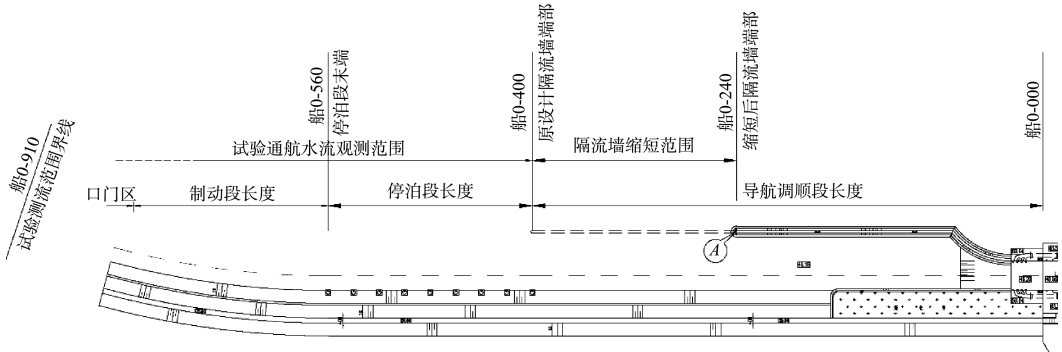 船0-910
试验测流范围界线
船0-560
停泊段末端
船0-400
原设计隔流墙端部
船0-240
缩短后隔流墙端部
船0-000
试验通航水流观测范围
隔流墙缩短范围
口门区
制动段长度
停泊段长度
导航调顺段长度
A